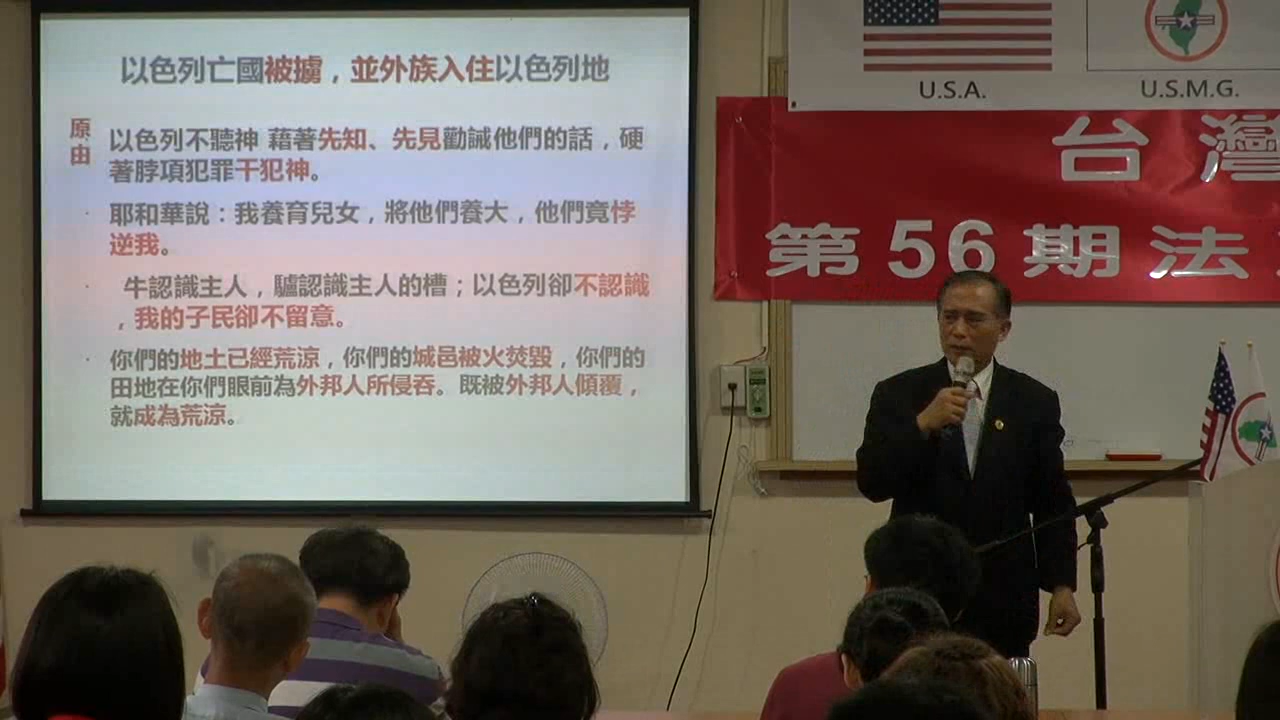 以色列亡國被擄，並外族入住以色列地
原由
以色列不聽神 藉著先知、先見勸誡他們的話，硬
著脖項犯罪干犯神。
耶和華說：我養育兒女，將他們養大，他們竟悖
逆我。
牛認識主人，驢認識主人的槽；以色列卻不認識
，我的子民卻不留意。
你們的地土已經荒涼，你們的城邑被火焚毀，你們的
田地在你們眼前為外邦人所侵吞。既被外邦人傾覆，
就成為荒涼。
U.S.A.
U.S.M.G.
台灣
第56期法